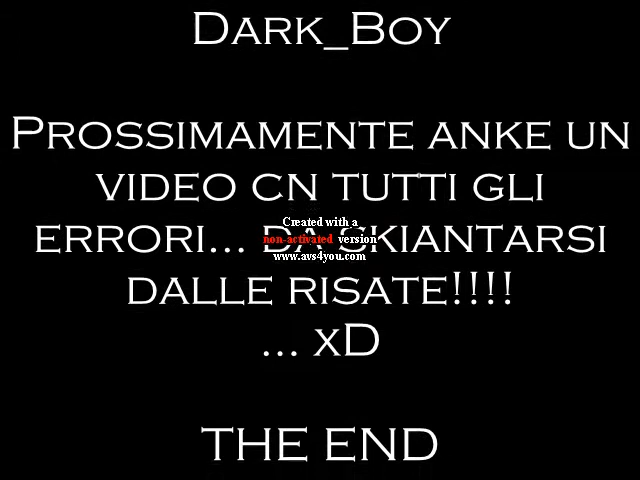 Dark_Boy
Prossimamente anke un
video cn tutti gli
errori... da skiantarsi
dalle risate!!!!
... xD
THE END
Created with a
non-activated version
www.avs4you.com